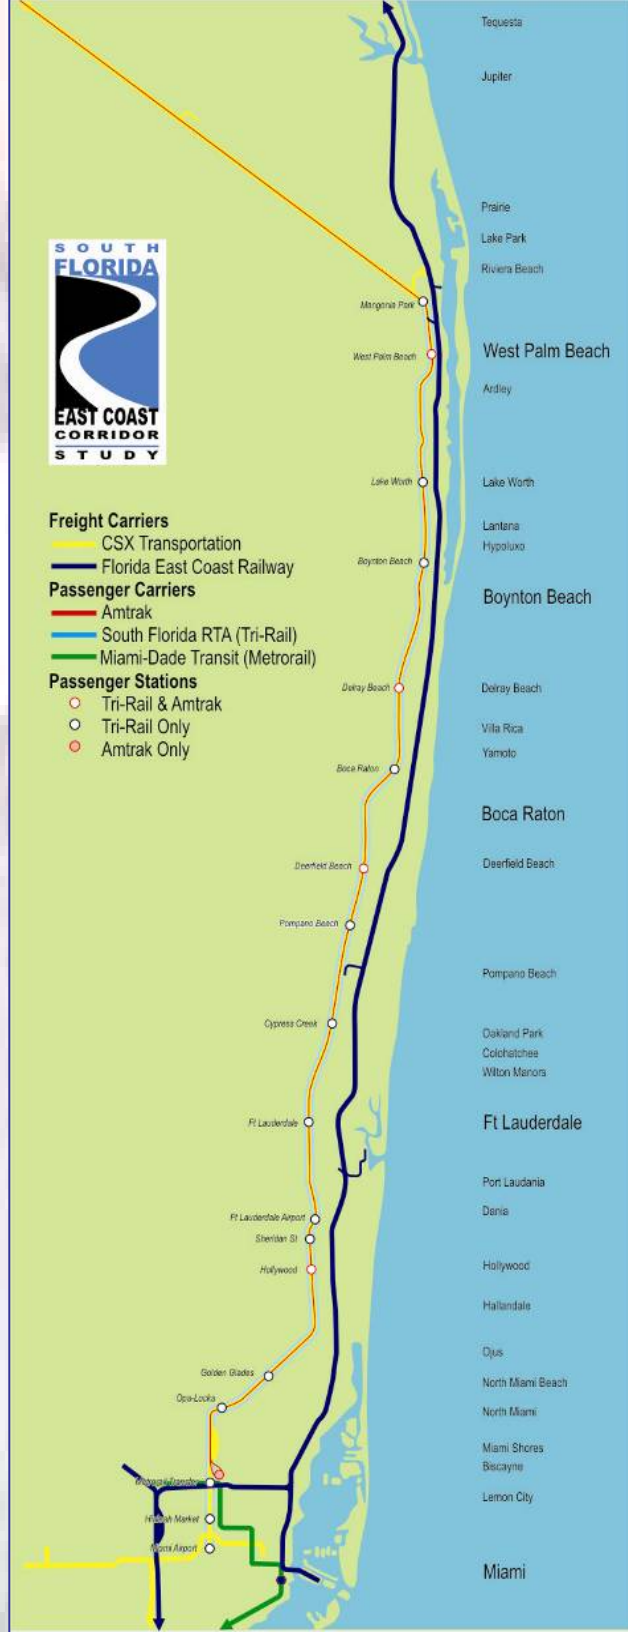 SOUTH
FLORIDA
EAST COAST
CORRIDOR
STUDY
Freight Carriers
CSX Transportation
Florida East Coast Railway
Passenger Carriers
Amtrak
South Florida RTA (Tri-Rail)
Miami-Dade Transit (Metrorail)
Passenger Stations
Tri-Rail & Amtrak
Tri-Rail Only
Amtrak Only
Mangonia Park
West Palm Beach
Lake Worth
Boynton Beach
Delray Beach
Boca Raton
Deerfield Beach
Pompano Beach
Cypress Creek
Ft Lauderdale
Ft Lauderdale Airport
Sheridan St
Hollywood
Golden Glades
Opa-Locka
Metrorail Transfer
Hialeah Market
Miami Airport
Tequesta
Jupiter
Prairie
Lake Park
Riviera Beach
West Palm Beach
Ardley
Lake Worth
Lantana
Hypoluxo
Boynton Beach
Delray Beach
Villa Rica
Yamoto
Boca Raton
Deerfield Beach
Pompano Beach
Oakland Park
Colohatchee
Wilton Manors
Ft Lauderdale
Port Laudania
Dania
Hollywood
Hallandale
Ojus
North Miami Beach
North Miami
Miami Shores
Biscayne
Lemon City
Miami